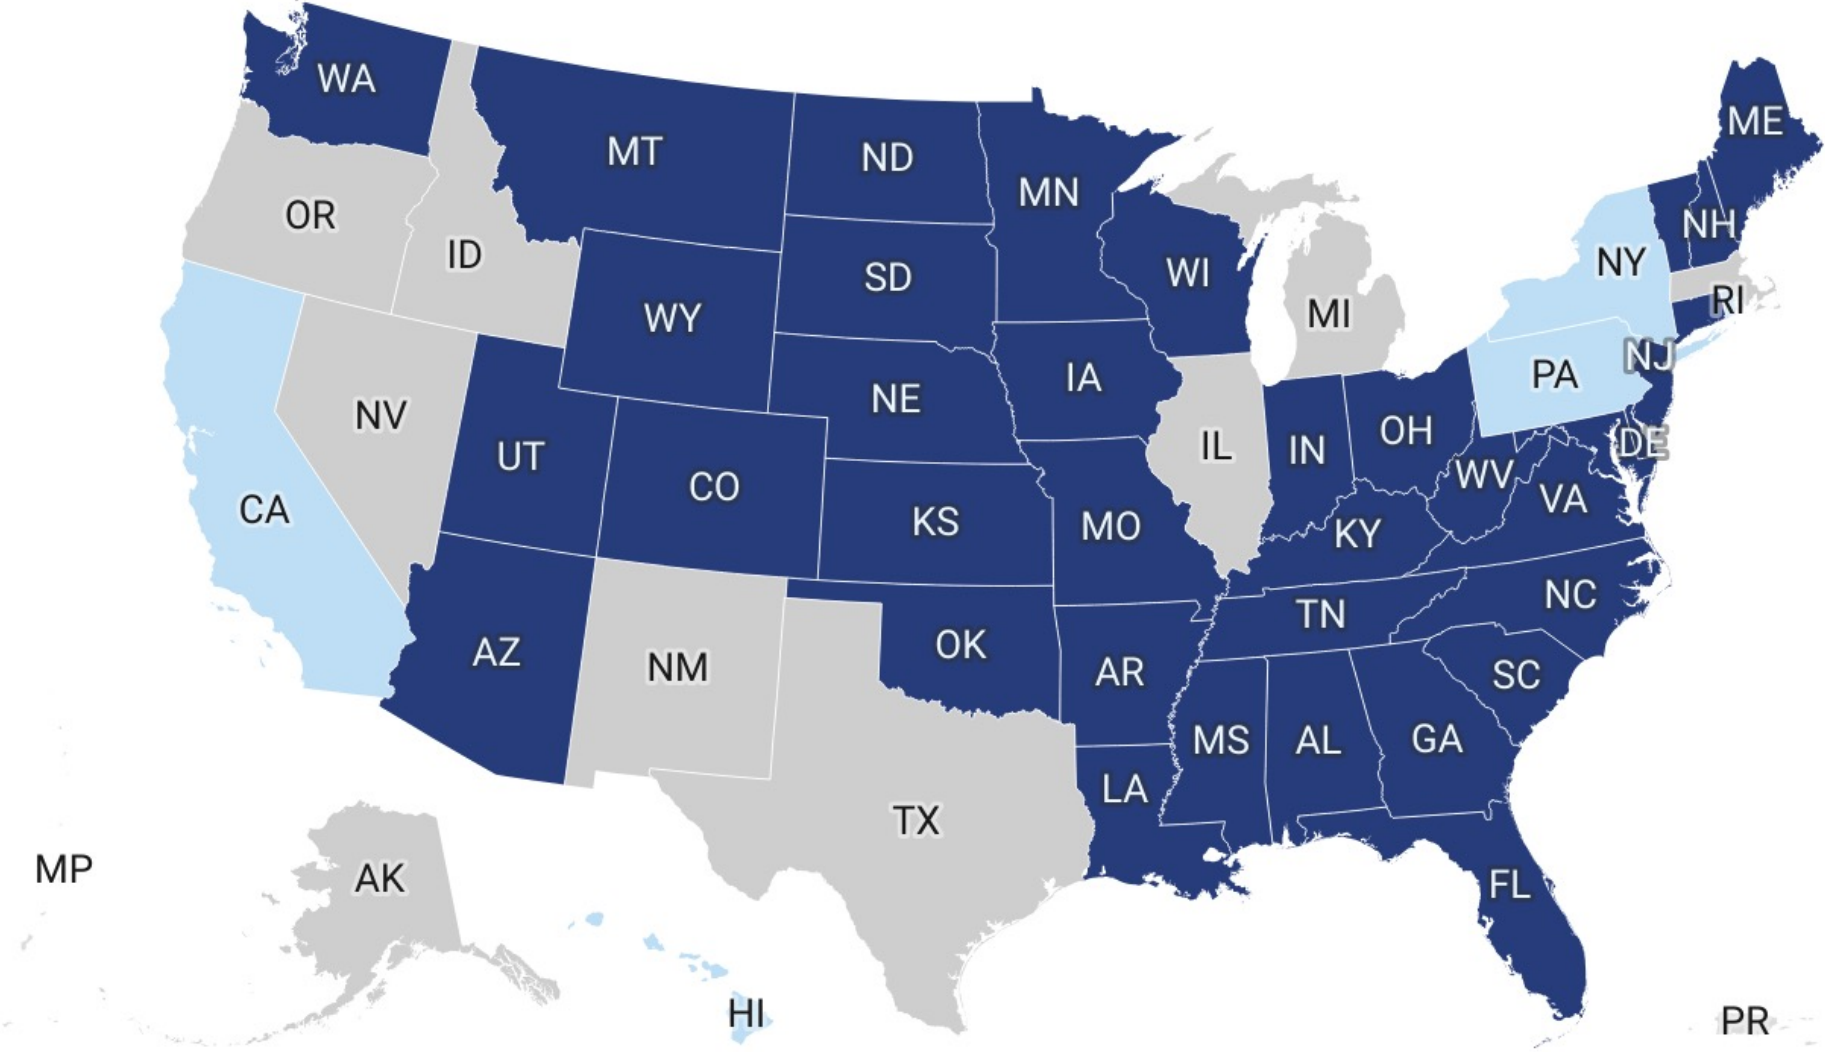 WA
MT
ND
MN
ME
OR
ID
SD
WI
NH
NY
WY
MI
RI
NE
IA
PA
NJ
NV
UT
CO
IL
IN
OH
DE
CA
KS
MO
WV
VA
KY
AZ
NM
OK
AR
TN
NC
SC
TX
LA
MS
AL
GA
MP
AK
FL
HI
PR